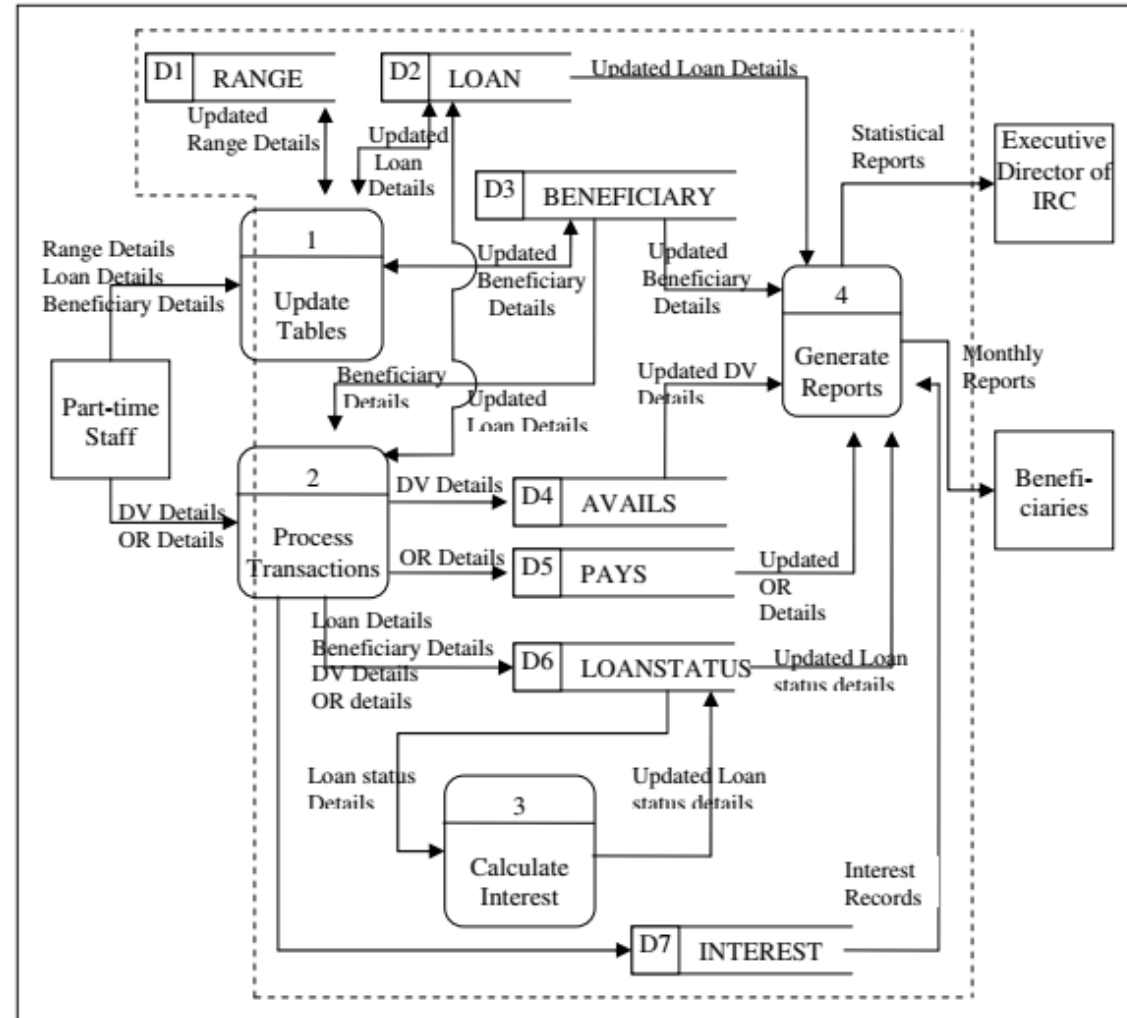 D1 RANGE
D2 LOAN
Updated Loan Details
Updated
Range Details
Updated
Loan
Details
Statistical
Reports
Executive
Director of
IRC
D3 BENEFICIARY
1
Update
Tables
Range Details
Loan Details
Beneficiary Details
Updated
Beneficiary
Details
Updated
Beneficiary
Details
4
Generate
Reports
Monthly
Reports
Part-time
Staff
Beneficiary
Details
Updated
Loan Details
Updated DV
Details
2
Process
Transactions
DV Details
OR Details
DV Details
D4 AVAILS
Benefi-
ciaries
OR Details
D5 PAYS
Updated
OR
Details
Loan Details
Beneficiary Details
DV Details
OR details
D6 LOANSTATUS
Updated Loan
status details
Loan status
Details
3
Calculate
Interest
Updated Loan
status details
Interest
Records
D7 INTEREST